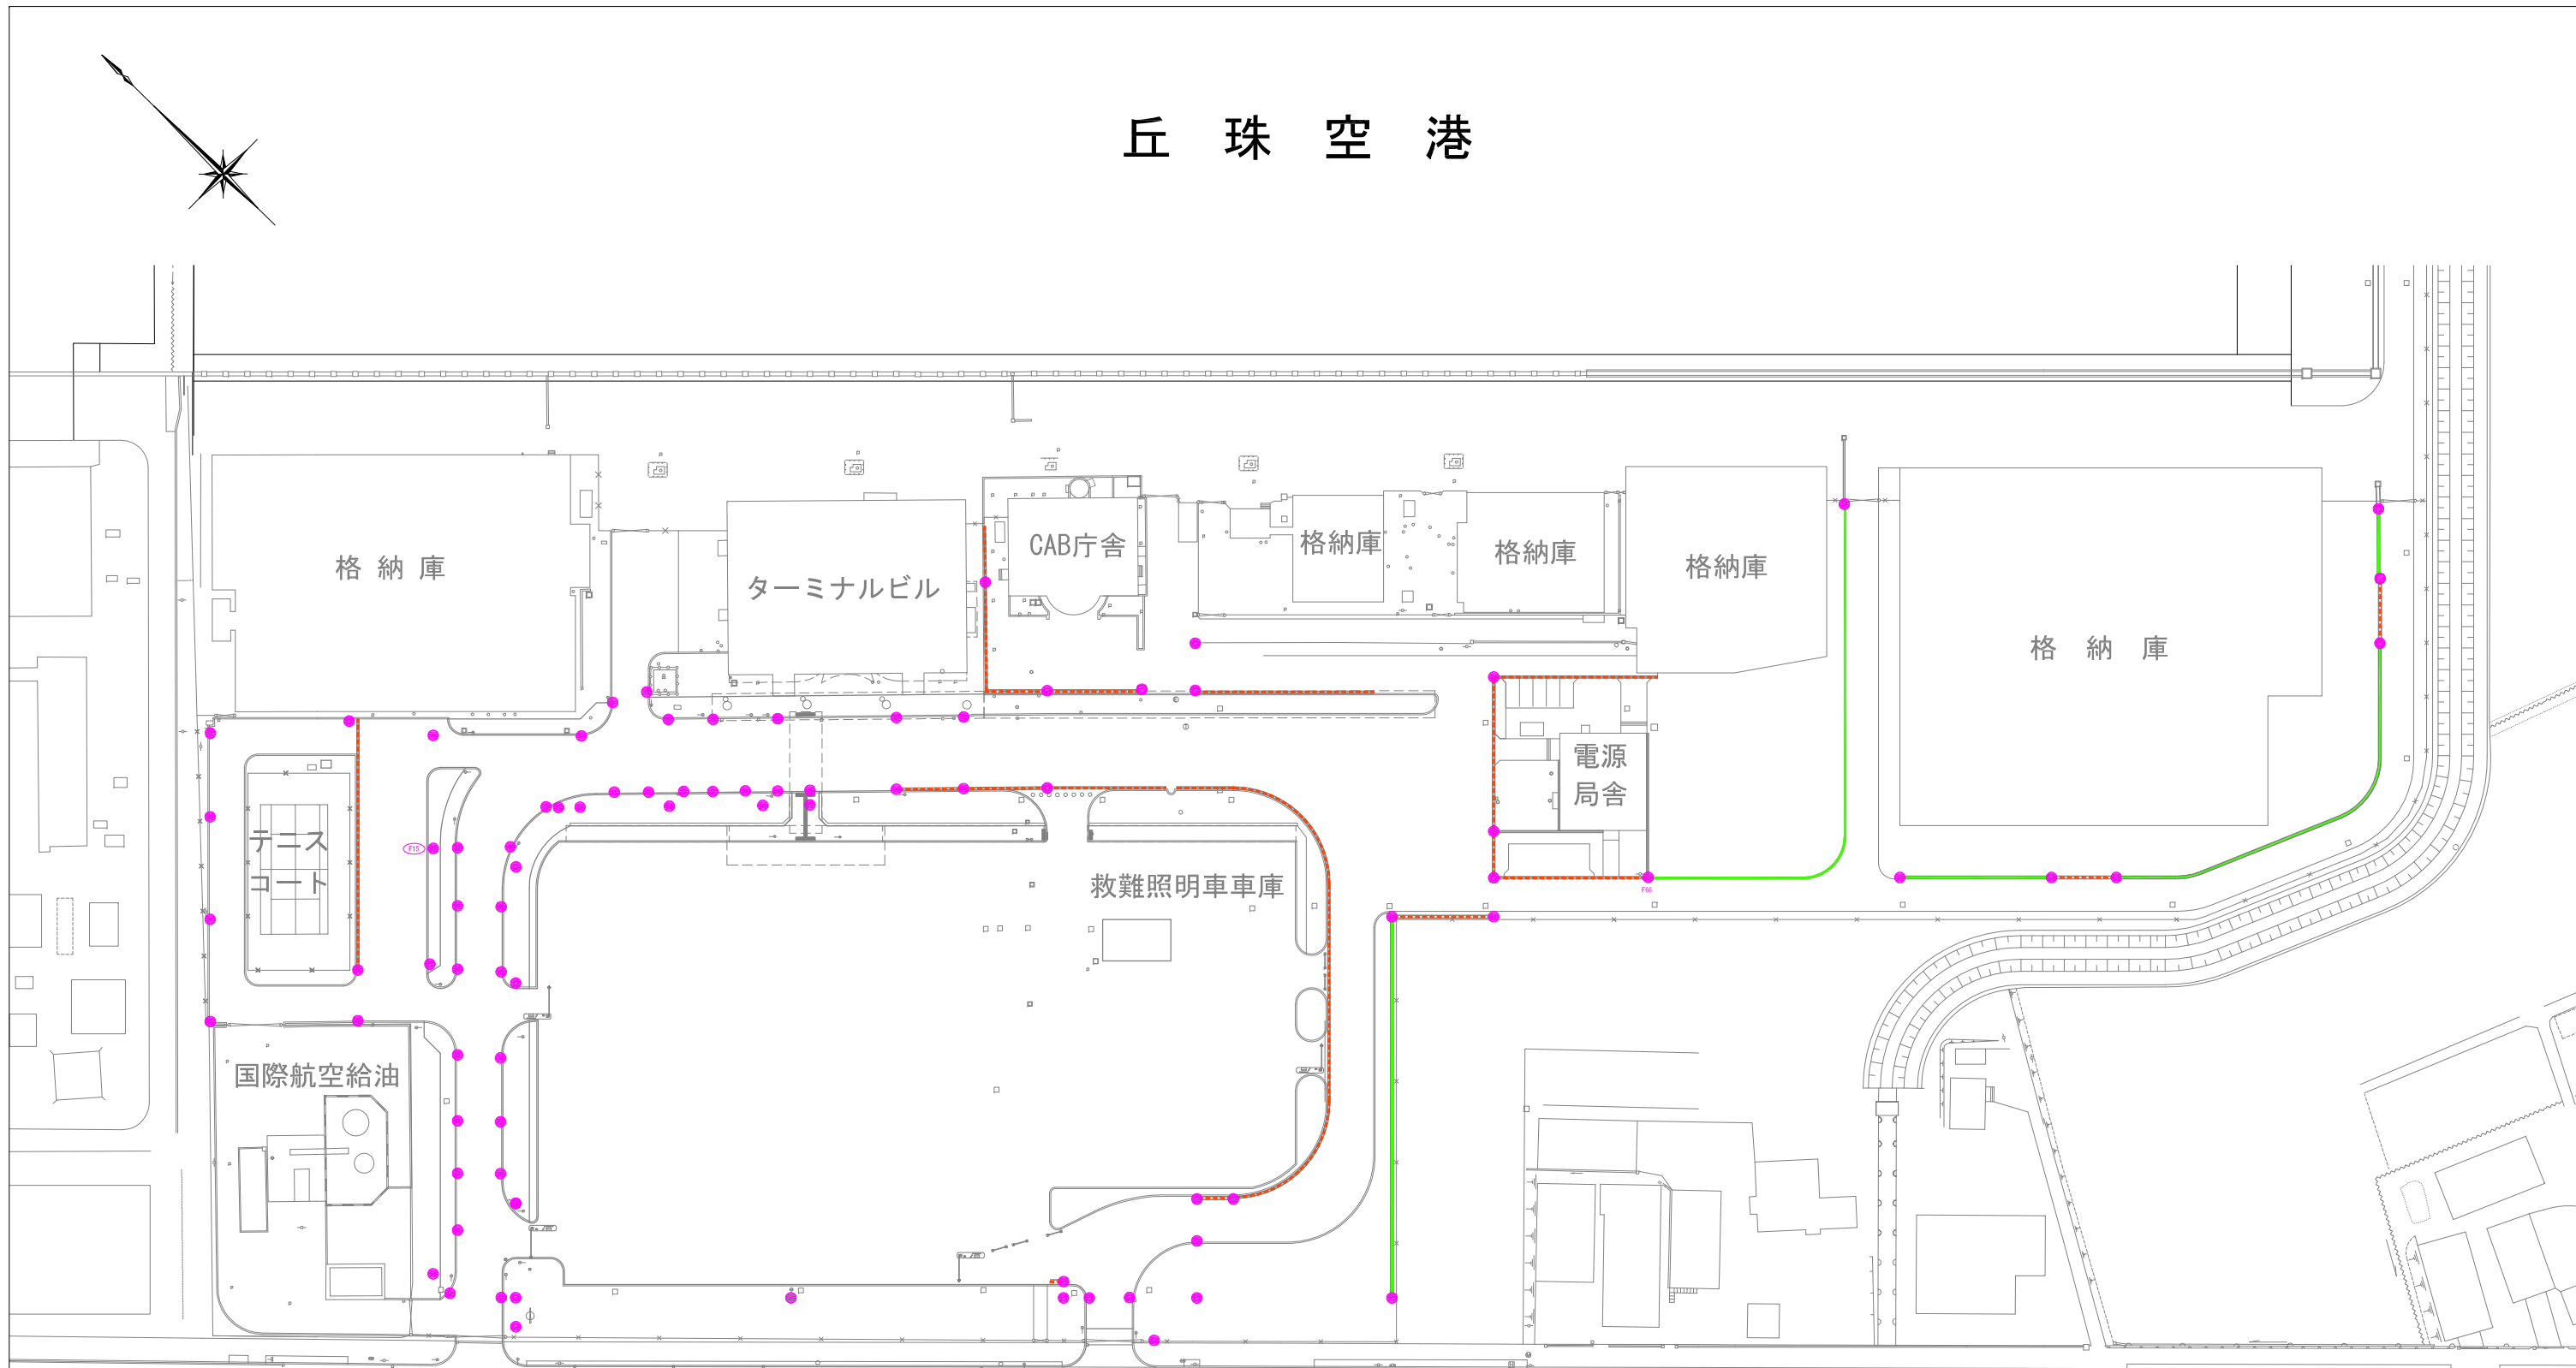 丘珠空港
格納庫
ターミナルビル
CAB庁舎
格納庫
格納庫
格納庫
格納庫
電源
局舎
テニス
コート
F15
救難照明車車庫
F66
国際航空給油